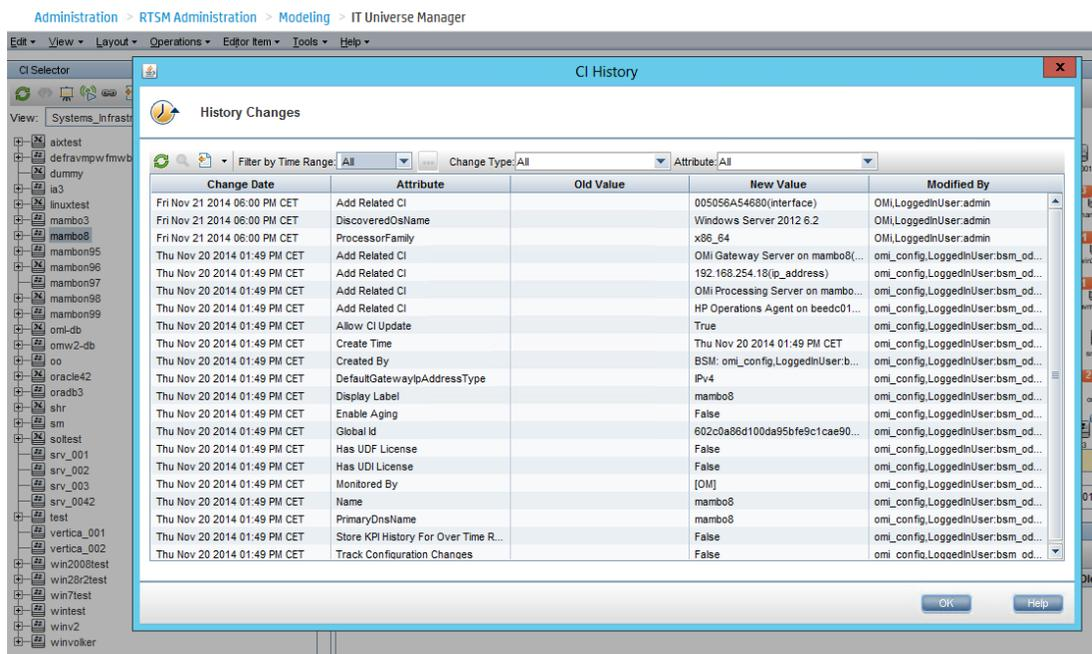 Administration > RTSM Administration > Modeling > IT Universe Manager
Edit View Layout Operations Editor Item Tools Help
CI Selector
View: Systems_Infrastr
aixtest
defravmpwfmwb
dummy
ia3
linuxtest
mambo3
mambo8
mambon95
mambon96
mambon97
mambon98
mambon99
oml-db
omw2-db
oo
oracle42
oradb3
shr
sm
soltest
srv_001
srv_002
srv_003
srv_0042
test
vertica_001
vertica_002
win2008test
win28r2test
win7test
wintest
winv2
winvolker
CI History
x
History Changes
Filter by Time Range: All ... Change Type: All Attribute: All
Change Date Attribute Old Value New Value Modified By
Fri Nov 21 2014 06:00 PM CET Add Related CI 005056A54680(interface) OMi,LoggedInUser:admin
Fri Nov 21 2014 06:00 PM CET DiscoveredOsName Windows Server 2012 6.2 OMi,LoggedInUser:admin
Fri Nov 21 2014 06:00 PM CET ProcessorFamily x86_64 OMi,LoggedInUser:admin
Thu Nov 20 2014 01:49 PM CET Add Related CI OMi Gateway Server on mambo8(... omi_config,LoggedInUser:bsm_od...
Thu Nov 20 2014 01:49 PM CET Add Related CI 192.168.254.18(ip_address) omi_config,LoggedInUser:bsm_od...
Thu Nov 20 2014 01:49 PM CET Add Related CI OMi Processing Server on mambo... omi_config,LoggedInUser:bsm_od...
Thu Nov 20 2014 01:49 PM CET Add Related CI HP Operations Agent on beedc01... omi_config,LoggedInUser:bsm_od...
Thu Nov 20 2014 01:49 PM CET Allow CI Update True omi_config,LoggedInUser:bsm_od...
Thu Nov 20 2014 01:49 PM CET Create Time Thu Nov 20 2014 01:49 PM CET omi_config,LoggedInUser:bsm_od...
Thu Nov 20 2014 01:49 PM CET Created By BSM: omi_config,LoggedInUser:b... omi_config,LoggedInUser:bsm_od...
Thu Nov 20 2014 01:49 PM CET DefaultGatewayIpAddressType IPv4 omi_config,LoggedInUser:bsm_od...
Thu Nov 20 2014 01:49 PM CET Display Label mambo8 omi_config,LoggedInUser:bsm_od...
Thu Nov 20 2014 01:49 PM CET Enable Aging False omi_config,LoggedInUser:bsm_od...
Thu Nov 20 2014 01:49 PM CET Global Id 602c0a86d100da95bfe9c1cae90... omi_config,LoggedInUser:bsm_od...
Thu Nov 20 2014 01:49 PM CET Has UDF License False omi_config,LoggedInUser:bsm_od...
Thu Nov 20 2014 01:49 PM CET Has UDI License False omi_config,LoggedInUser:bsm_od...
Thu Nov 20 2014 01:49 PM CET Monitored By [OM] omi_config,LoggedInUser:bsm_od...
Thu Nov 20 2014 01:49 PM CET Name mambo8 omi_config,LoggedInUser:bsm_od...
Thu Nov 20 2014 01:49 PM CET PrimaryDnsName mambo8 omi_config,LoggedInUser:bsm_od...
Thu Nov 20 2014 01:49 PM CET Store KPI History For Over Time R... False omi_config,LoggedInUser:bsm_od...
Thu Nov 20 2014 01:49 PM CET Track Configuration Changes False omi_config,LoggedInUser:bsm_od...
OK Help